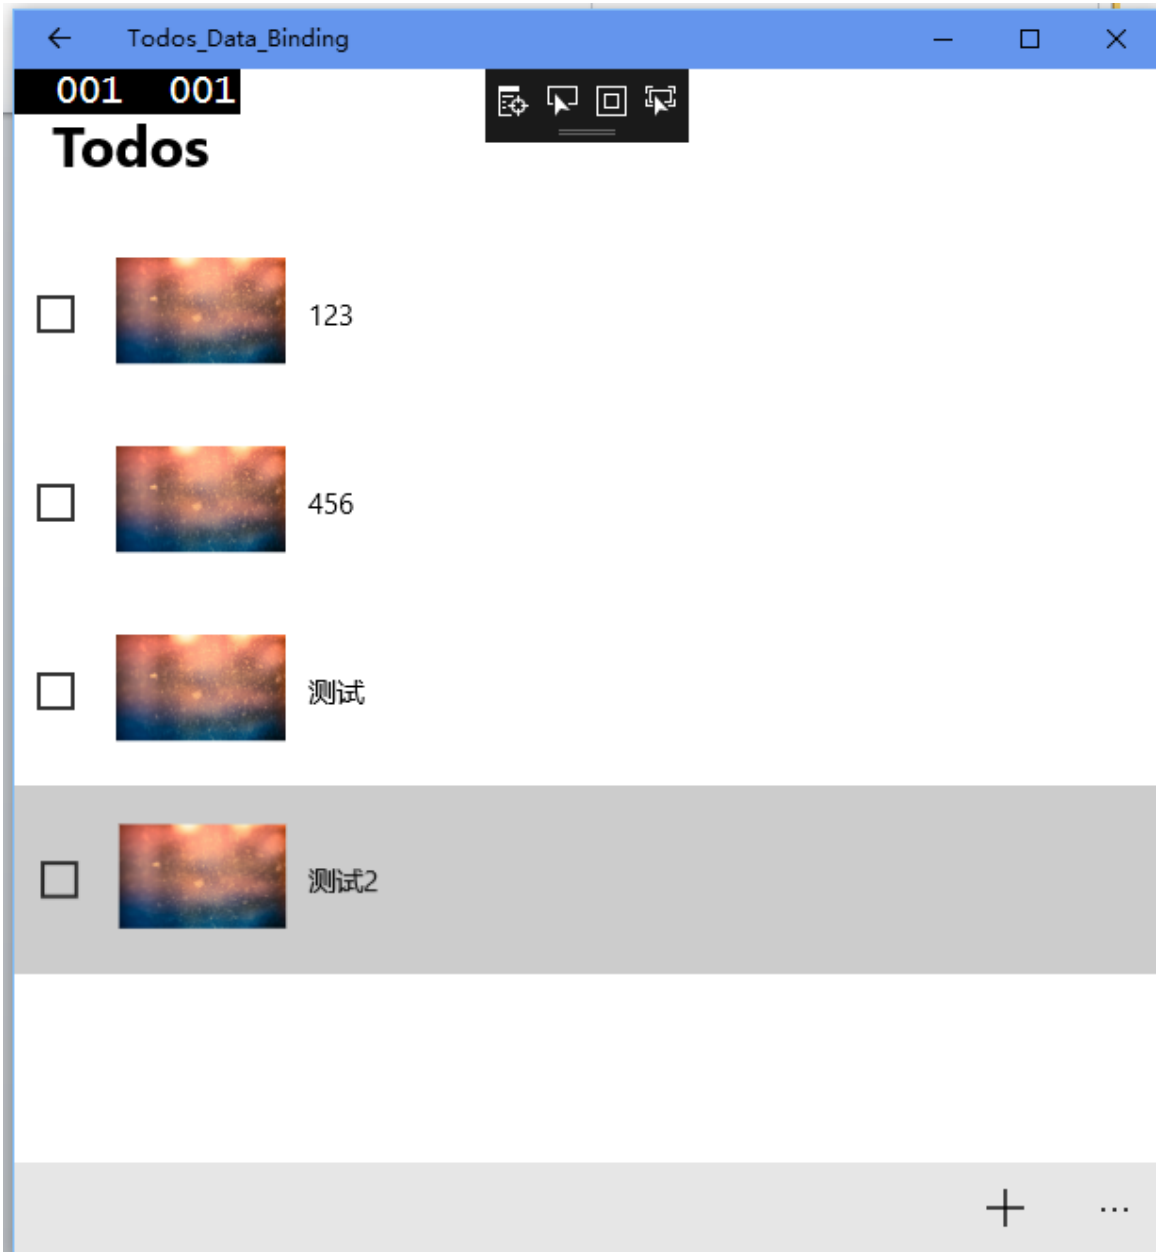 Todos_Data_Binding
001 001
Todos
123
456
测试
测试2